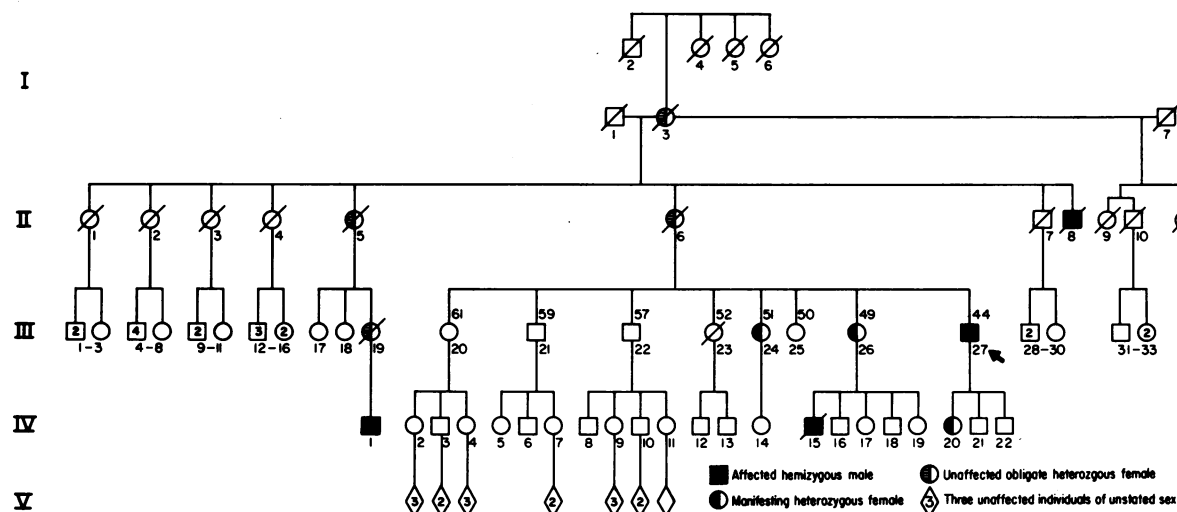 2 4 5 6
I
1 3 7
II
1 2 3 4 5 6 7 8 9 10
61 59 57 52 51 50 49 44
III
2 4 2 3 2 2 2
1-3 4-8 9-11 12-16 17 18 19 20 21 22 23 24 25 26 27 28-30 31-33
IV
1 2 3 4 5 6 7 8 9 10 11 12 13 14 15 16 17 18 19 20 21 22
Affected hemizygous male
Unaffected obligate heterozgous female
Manifesting heterozygous female
3 Three unaffected individuals of unstated sex
V
3 2 3 2 3 2